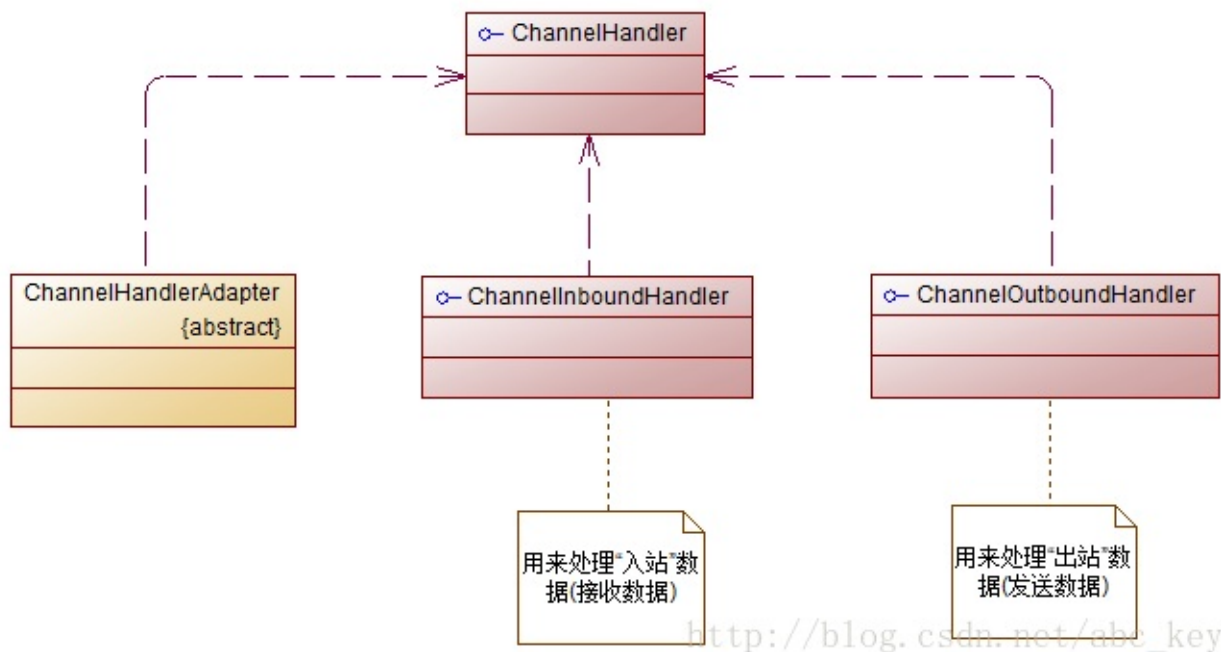 ChannelHandler
ChannelHandlerAdapter
{abstract}
ChannelInboundHandler
ChannelOutboundHandler
用来处理“入站”数
据(接收数据)
用来处理“出站”数
据(发送数据)
http://blog.csdn.net/abc_key